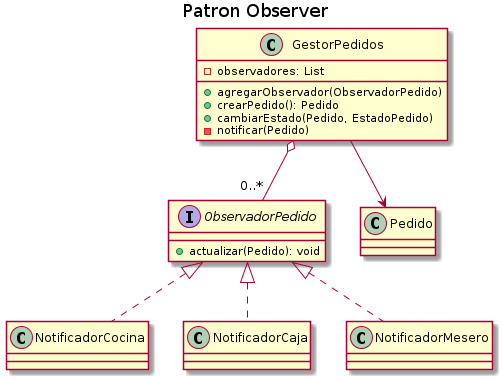 Patron Observer
C GestorPedidos
observadores: List
agregarObservador(ObservadorPedido)
crearPedido(): Pedido
cambiarEstado(Pedido, EstadoPedido)
notificar(Pedido)
0..*
I ObservadorPedido
actualizar(Pedido): void
C Pedido
C NotificadorCocina
C NotificadorCaja
C NotificadorMesero